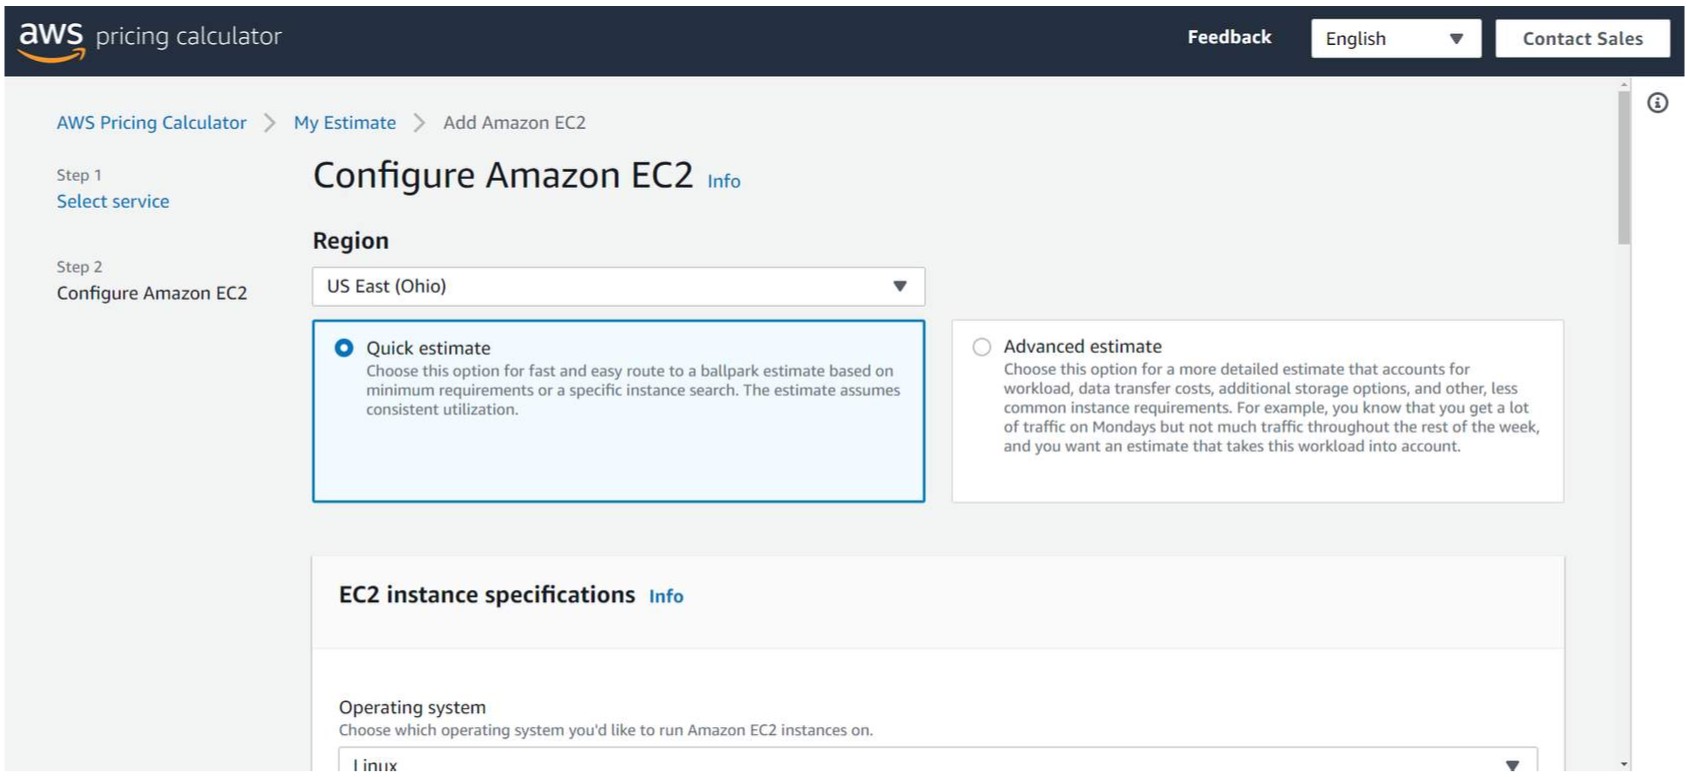 aws pricing calculator
Feedback
English
Contact Sales
AWS Pricing Calculator
My Estimate
Add Amazon EC2
Step 1
Select service
Step 2
Configure Amazon EC2
Configure Amazon EC2 Info
Region
US East (Ohio)
Quick estimate
Choose this option for fast and easy route to a ballpark estimate based on
minimum requirements or a specific instance search. The estimate assumes
consistent utilization.
Advanced estimate
Choose this option for a more detailed estimate that accounts for
workload, data transfer costs, additional storage options, and other, less
common instance requirements. For example, you know that you get a lot
of traffic on Mondays but not much traffic throughout the rest of the week,
and you want an estimate that takes this workload into account.
EC2 instance specifications Info
Operating system
Choose which operating system you'd like to run Amazon EC2 instances on.
Linux